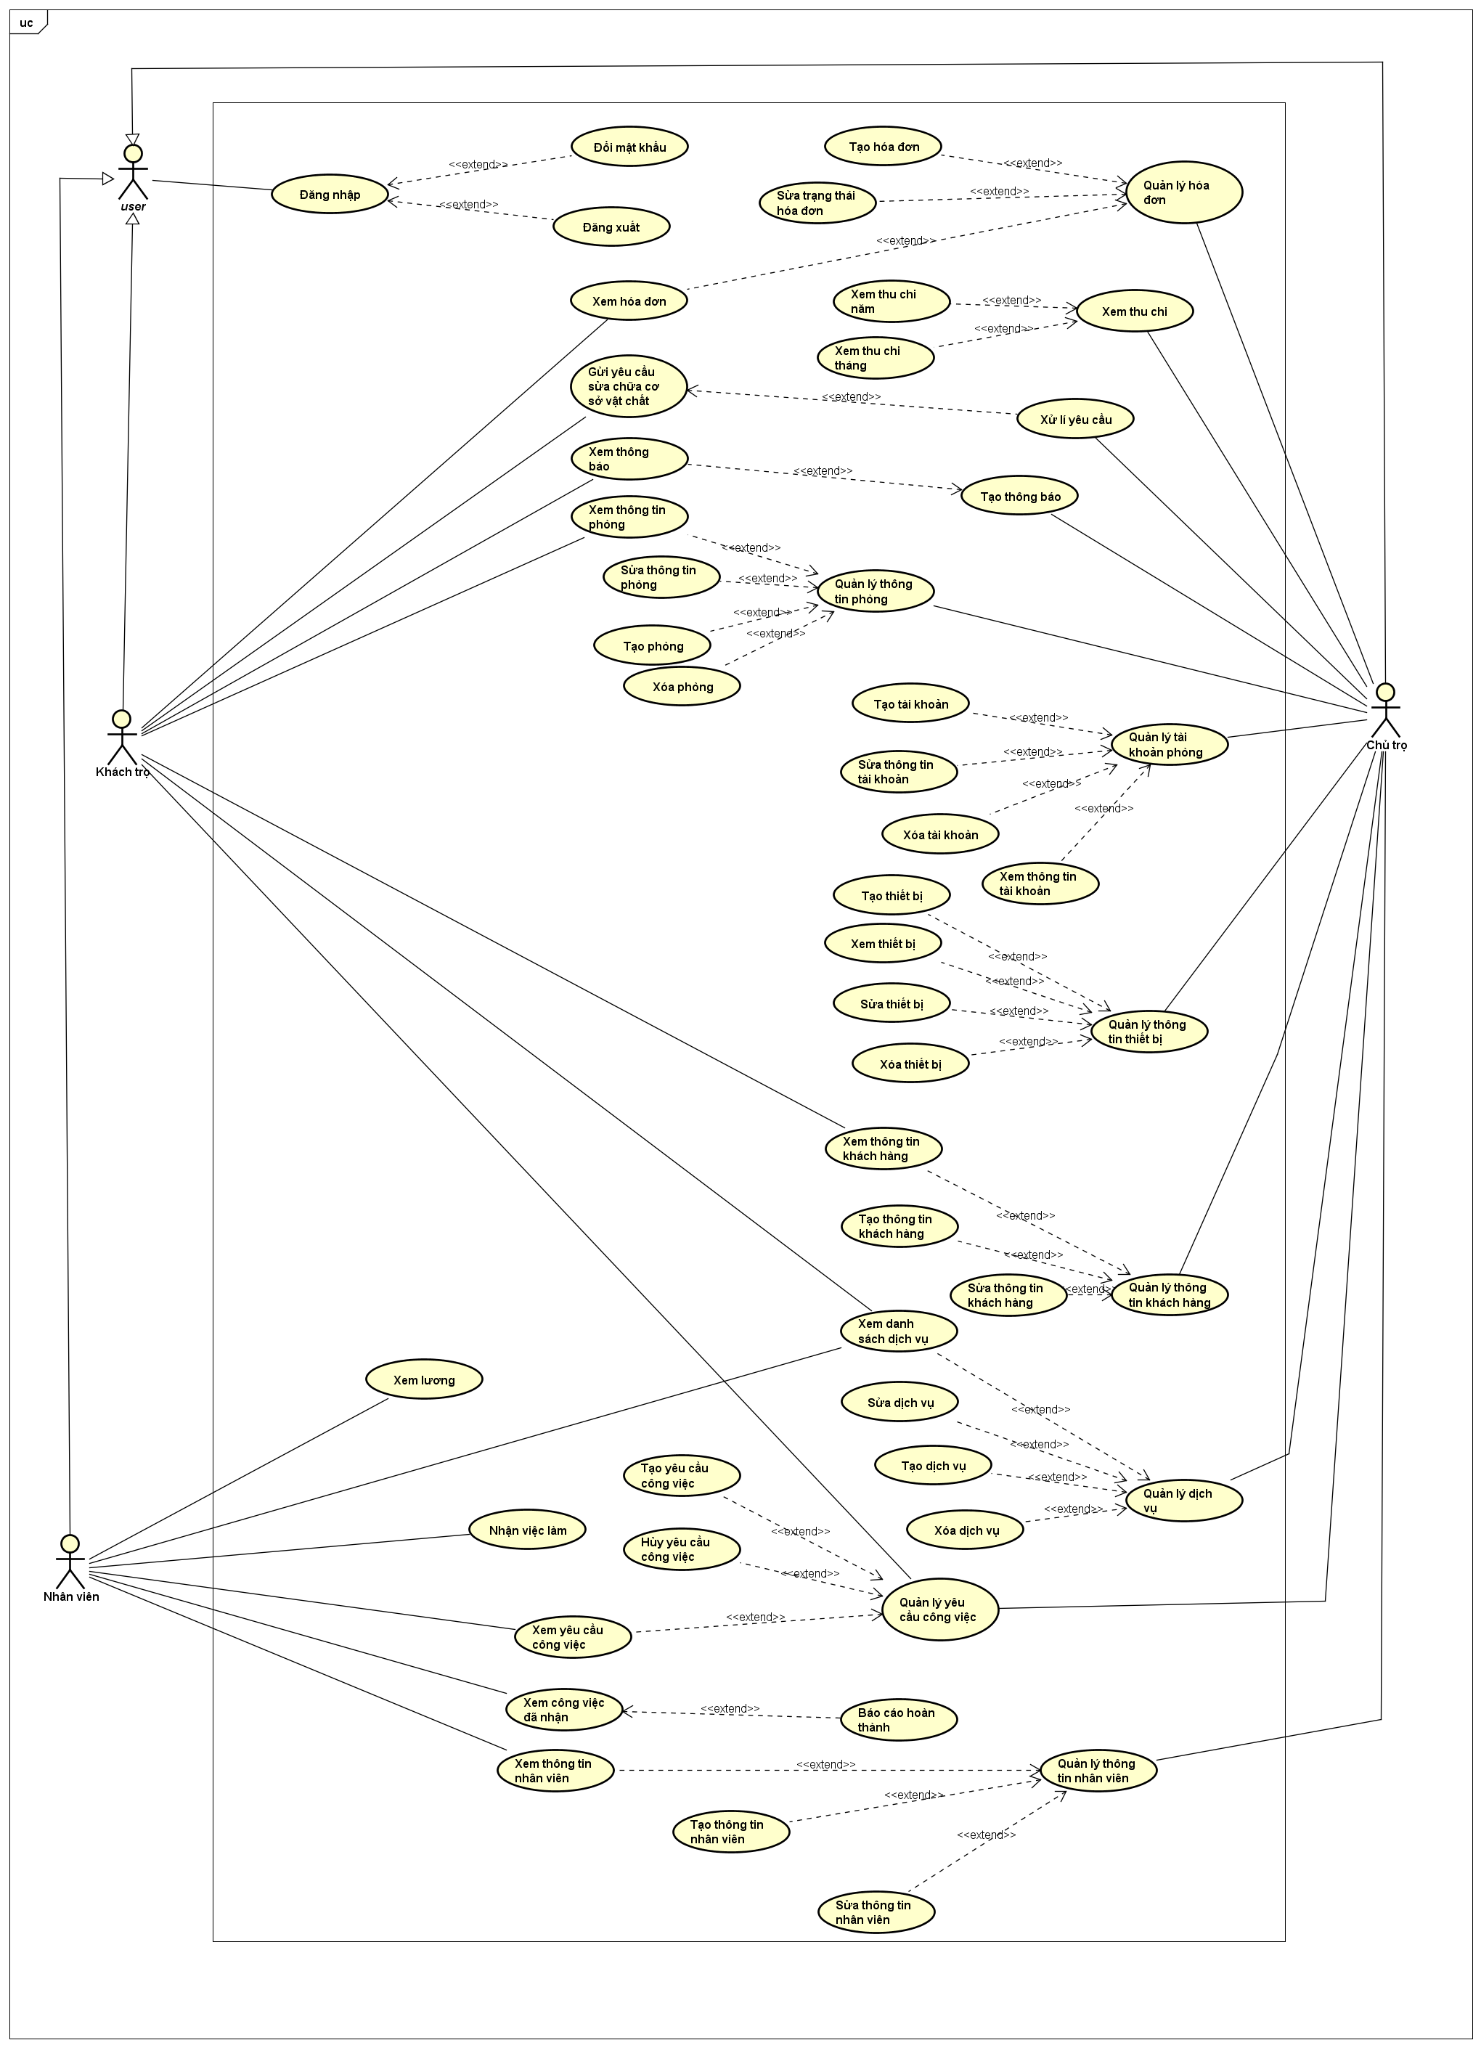 uc
user
Đăng nhập
<<extend>>
Đổi mật khẩu
<<extend>>
Đăng xuất
Tạo hóa đơn
<<extend>>
Sửa trạng thái
hóa đơn
<<extend>>
Quản lý hóa
đơn
<<extend>>
Xem hóa đơn
Xem thu chi
năm
<<extend>>
Xem thu chi
Xem thu chi
tháng
<<extend>>
Gửi yêu cầu
sửa chữa cơ
sở vật chất
<<extend>>
Xử lí yêu cầu
Xem thông
báo
<<extend>>
Tạo thông báo
Xem thông tin
phòng
<<extend>>
Sửa thông tin
phòng
<<extend>>
Quản lý thông
tin phòng
<<extend>>
Tạo phòng
<<extend>>
Xóa phòng
Khách trọ
Chủ trọ
Tạo tài khoản
<<extend>>
Quản lý tài
khoản phòng
Sửa thông tin
tài khoản
<<extend>>
<<extend>>
Xóa tài khoản
<<extend>>
Xem thông tin
tài khoản
Tạo thiết bị
<<extend>>
Xem thiết bị
<<extend>>
Sửa thiết bị
<<extend>>
Quản lý thông
tin thiết bị
Xóa thiết bị
<<extend>>
Xem thông tin
khách hàng
<<extend>>
Tạo thông tin
khách hàng
<<extend>>
Sửa thông tin
khách hàng
<<extend>>
Quản lý thông
tin khách hàng
Xem danh
sách dịch vụ
<<extend>>
Xem lương
Sửa dịch vụ
<<extend>>
Tạo dịch vụ
<<extend>>
Quản lý dịch
vụ
Xóa dịch vụ
<<extend>>
Tạo yêu cầu
công việc
<<extend>>
Nhận việc làm
Hủy yêu cầu
công việc
<<extend>>
Quản lý yêu
cầu công việc
Nhân viên
Xem yêu cầu
công việc
<<extend>>
Xem công việc
đã nhận
<<extend>>
Báo cáo hoàn
thành
Xem thông tin
nhân viên
<<extend>>
Quản lý thông
tin nhân viên
Tạo thông tin
nhân viên
<<extend>>
<<extend>>
Sửa thông tin
nhân viên